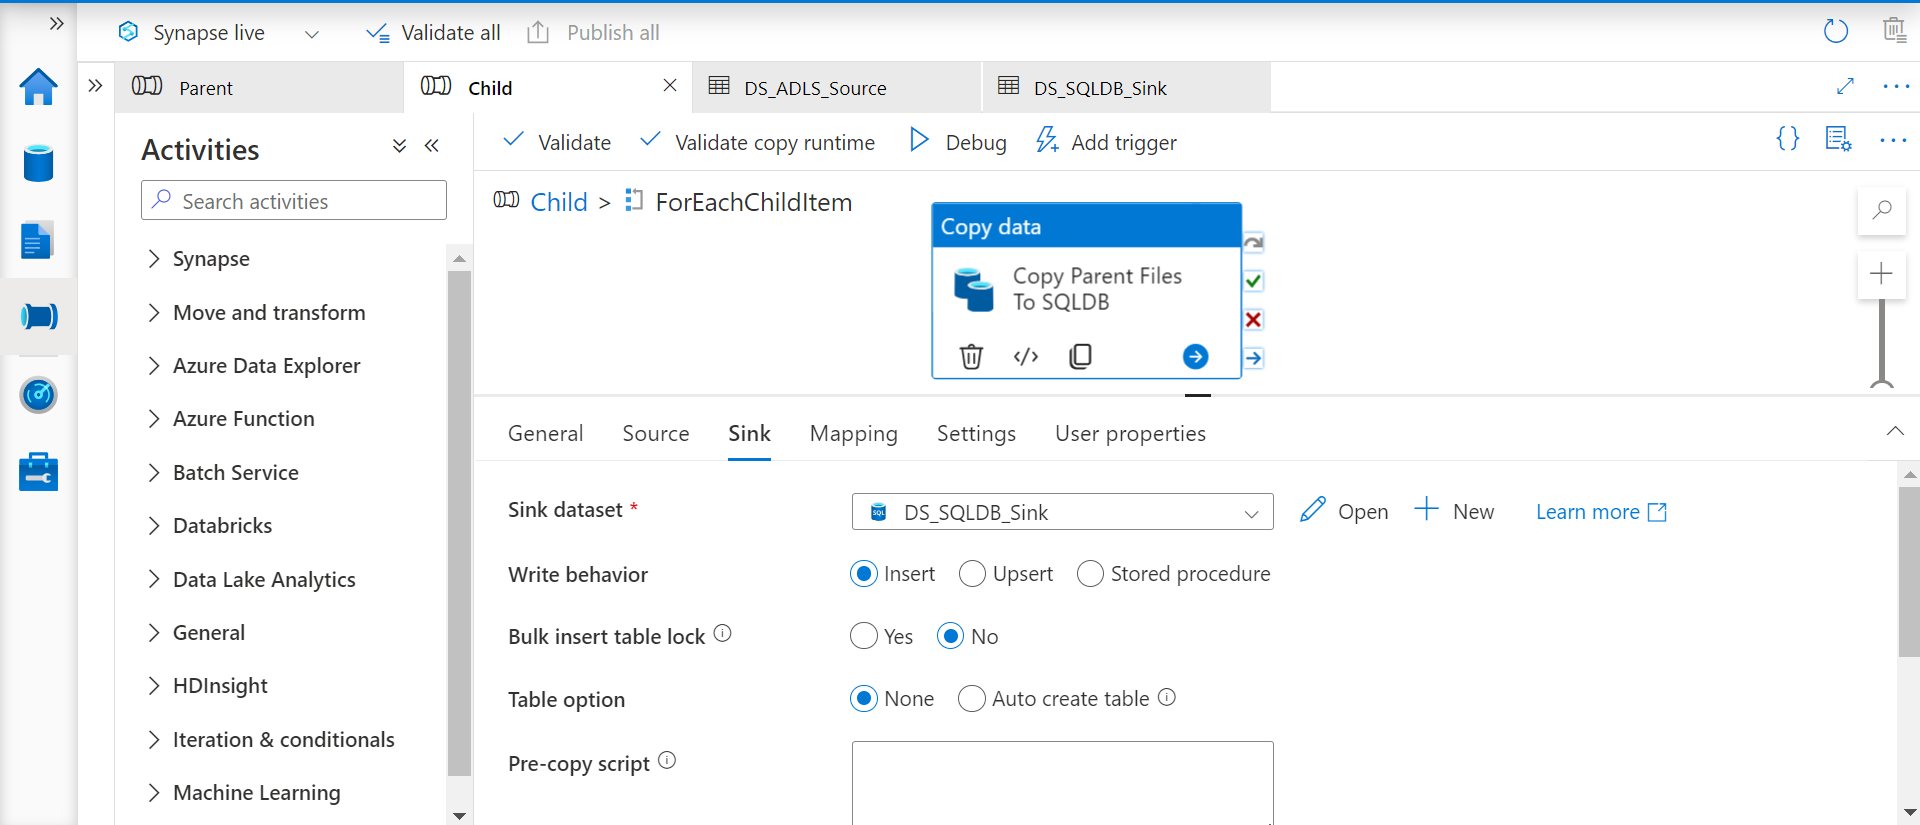 Synapse live
Validate all
Publish all
Parent
Child
DS_ADLS_Source
DS_SQLDB_Sink
Activities
Search activities
Synapse
Move and transform
Azure Data Explorer
Azure Function
Batch Service
Databricks
Data Lake Analytics
General
HDInsight
Iteration & conditionals
Machine Learning
Validate
Validate copy runtime
Debug
Add trigger
Child > ForEachChildItem
Copy data
Copy Parent Files
To SQLDB
General
Source
Sink
Mapping
Settings
User properties
Sink dataset *
SQL
DS_SQLDB_Sink
Open
New
Learn more
Write behavior
Insert
Upsert
Stored procedure
Bulk insert table lock
Yes
No
Table option
None
Auto create table
Pre-copy script